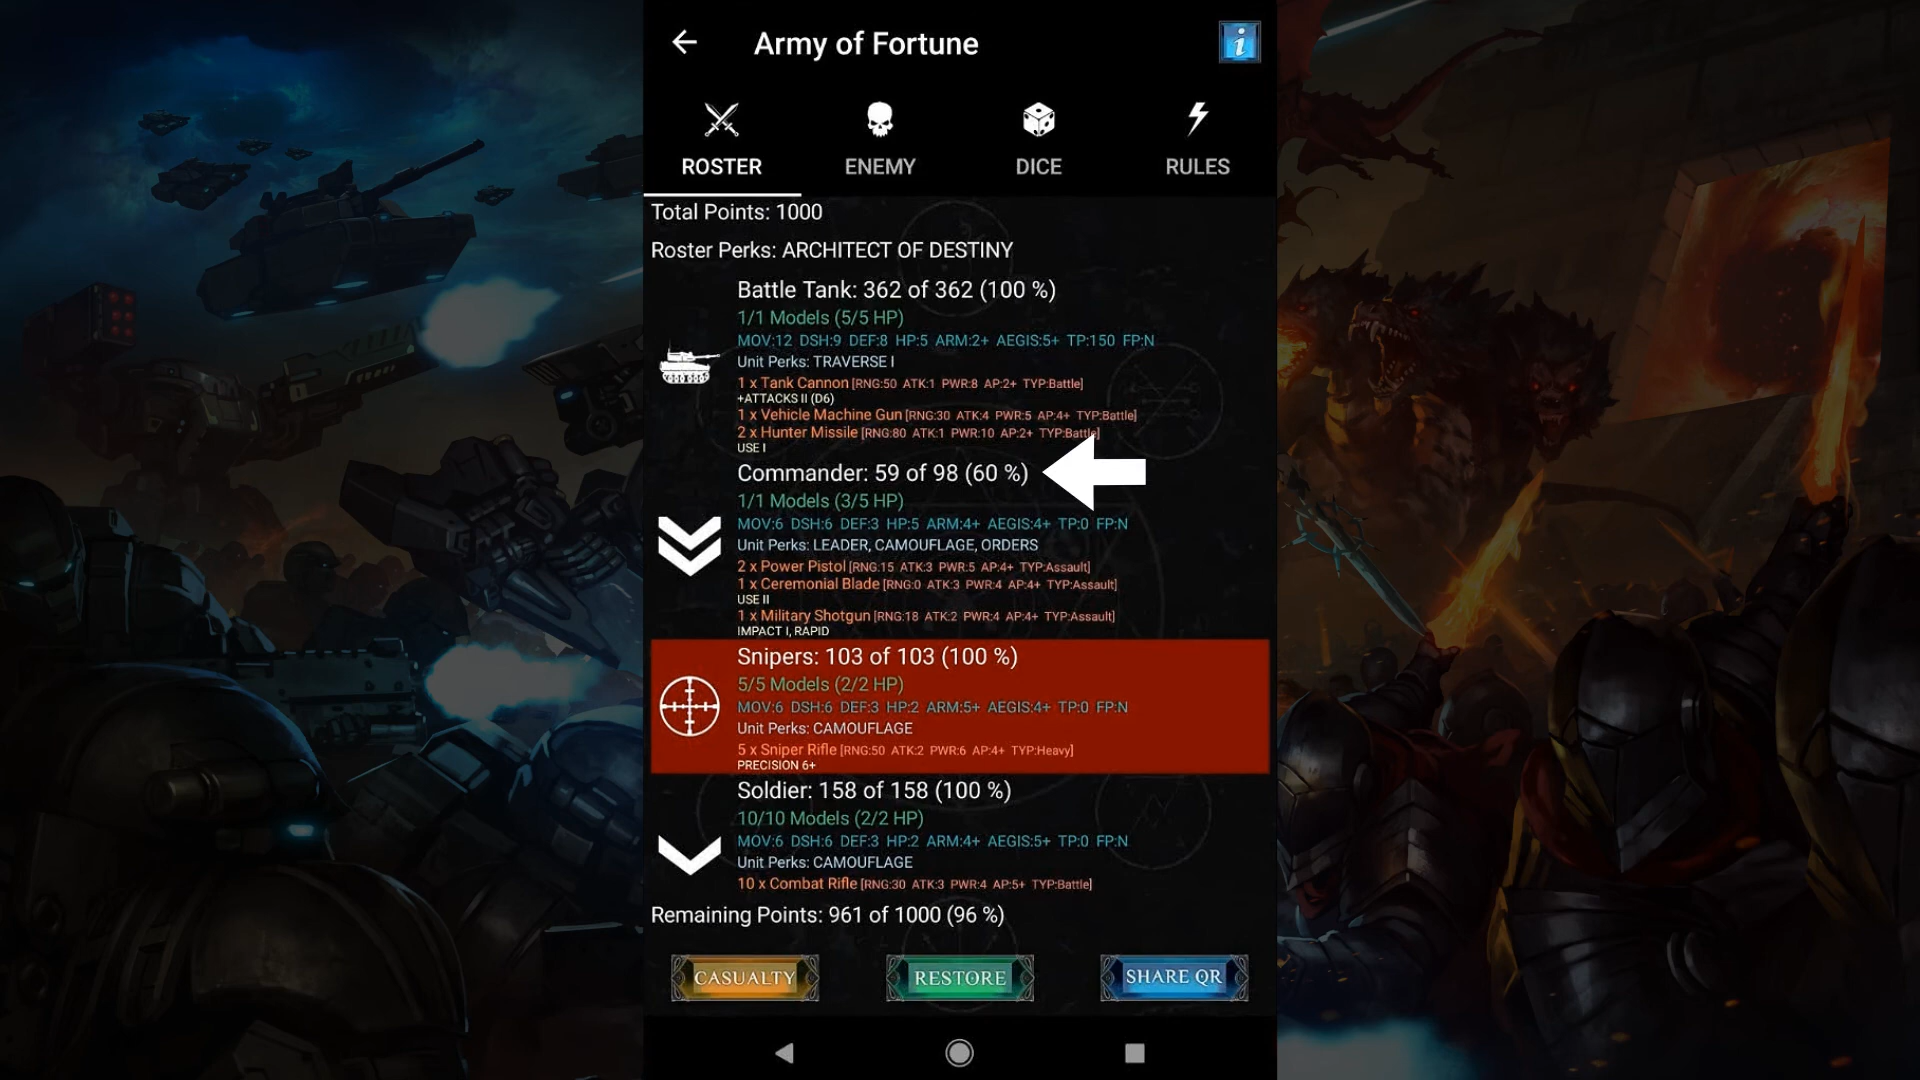 Army of Fortune
i
ROSTER ENEMY DICE RULES
Total Points: 1000
Roster Perks: ARCHITECT OF DESTINY
Battle Tank: 362 of 362 (100 %)
1/1 Models (5/5 HP)
MOV:12 DSH:9 DEF:8 HP:5 ARM:2+ AEGIS:5+ TP:150 FP:N
Unit Perks: TRAVERSE I
1 x Tank Cannon [RNG:50 ATK:1 PWR:8 AP:2+ TYP:Battle]
+ATTACKS II (D6)
1 x Vehicle Machine Gun [RNG:30 ATK:4 PWR:5 AP:4+ TYP:Battle]
2 x Hunter Missile [RNG:80 ATK:1 PWR:10 AP:2+ TYP:Battle]
USE I
Commander: 59 of 98 (60 %)
1/1 Models (3/5 HP)
MOV:6 DSH:6 DEF:3 HP:5 ARM:4+ AEGIS:4+ TP:0 FP:N
Unit Perks: LEADER, CAMOUFLAGE, ORDERS
2 x Power Pistol [RNG:15 ATK:3 PWR:5 AP:4+ TYP:Assault]
1 x Ceremonial Blade [RNG:0 ATK:3 PWR:4 AP:4+ TYP:Assault]
USE II
1 x Military Shotgun [RNG:18 ATK:2 PWR:4 AP:4+ TYP:Assault]
IMPACT I, RAPID
Snipers: 103 of 103 (100 %)
5/5 Models (2/2 HP)
MOV:6 DSH:6 DEF:3 HP:2 ARM:5+ AEGIS:4+ TP:0 FP:N
Unit Perks: CAMOUFLAGE
5 x Sniper Rifle [RNG:50 ATK:2 PWR:6 AP:4+ TYP:Heavy]
PRECISION 6+
Soldier: 158 of 158 (100 %)
10/10 Models (2/2 HP)
MOV:6 DSH:6 DEF:3 HP:2 ARM:4+ AEGIS:5+ TP:0 FP:N
Unit Perks: CAMOUFLAGE
10 x Combat Rifle [RNG:30 ATK:3 PWR:4 AP:5+ TYP:Battle]
Remaining Points: 961 of 1000 (96 %)
CASUALTY RESTORE SHARE QR